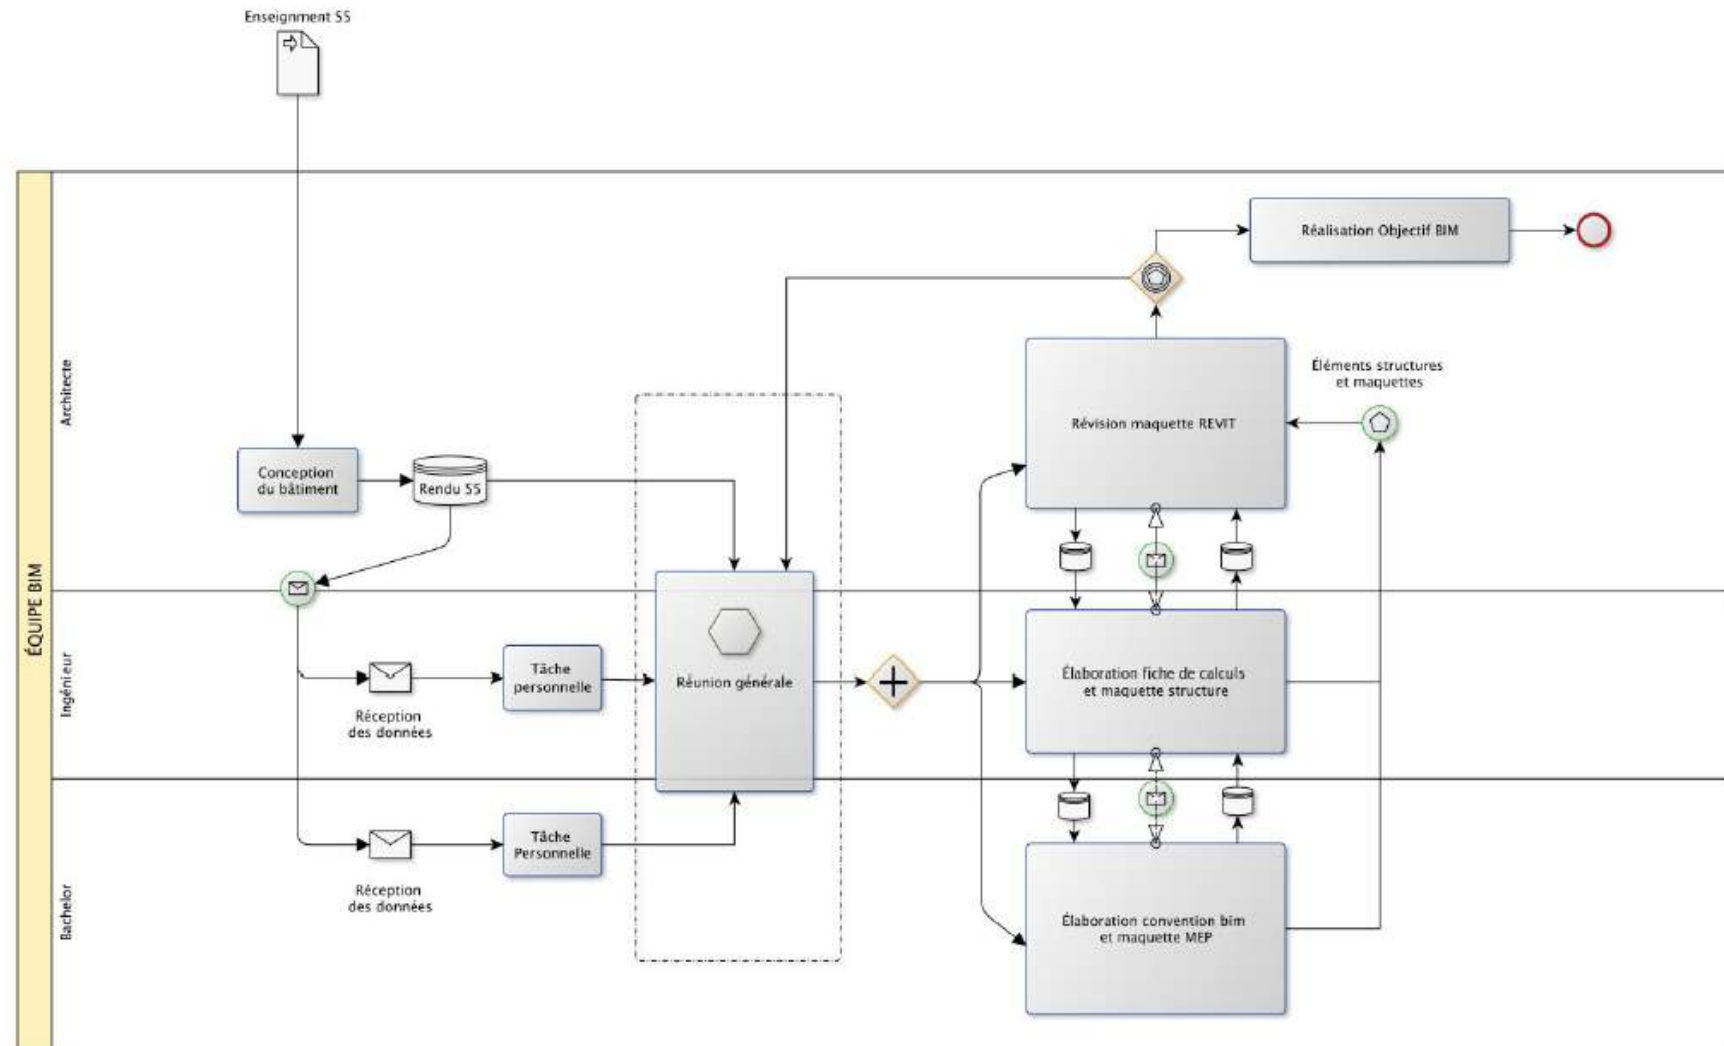 Enseignment S5
ÉQUIPE BIM
Architecte
Conception
du bâtiment
Rendu S5
Réalisation Objectif BIM
Révision maquette REVIT
Éléments structures
et maquettes
Ingénieur
Réception
des données
Tâche
personnelle
Réunion générale
Élaboration fiche de calculs
et maquette structure
Bachelor
Réception
des données
Tâche
Personnelle
Élaboration convention bim
et maquette MEP